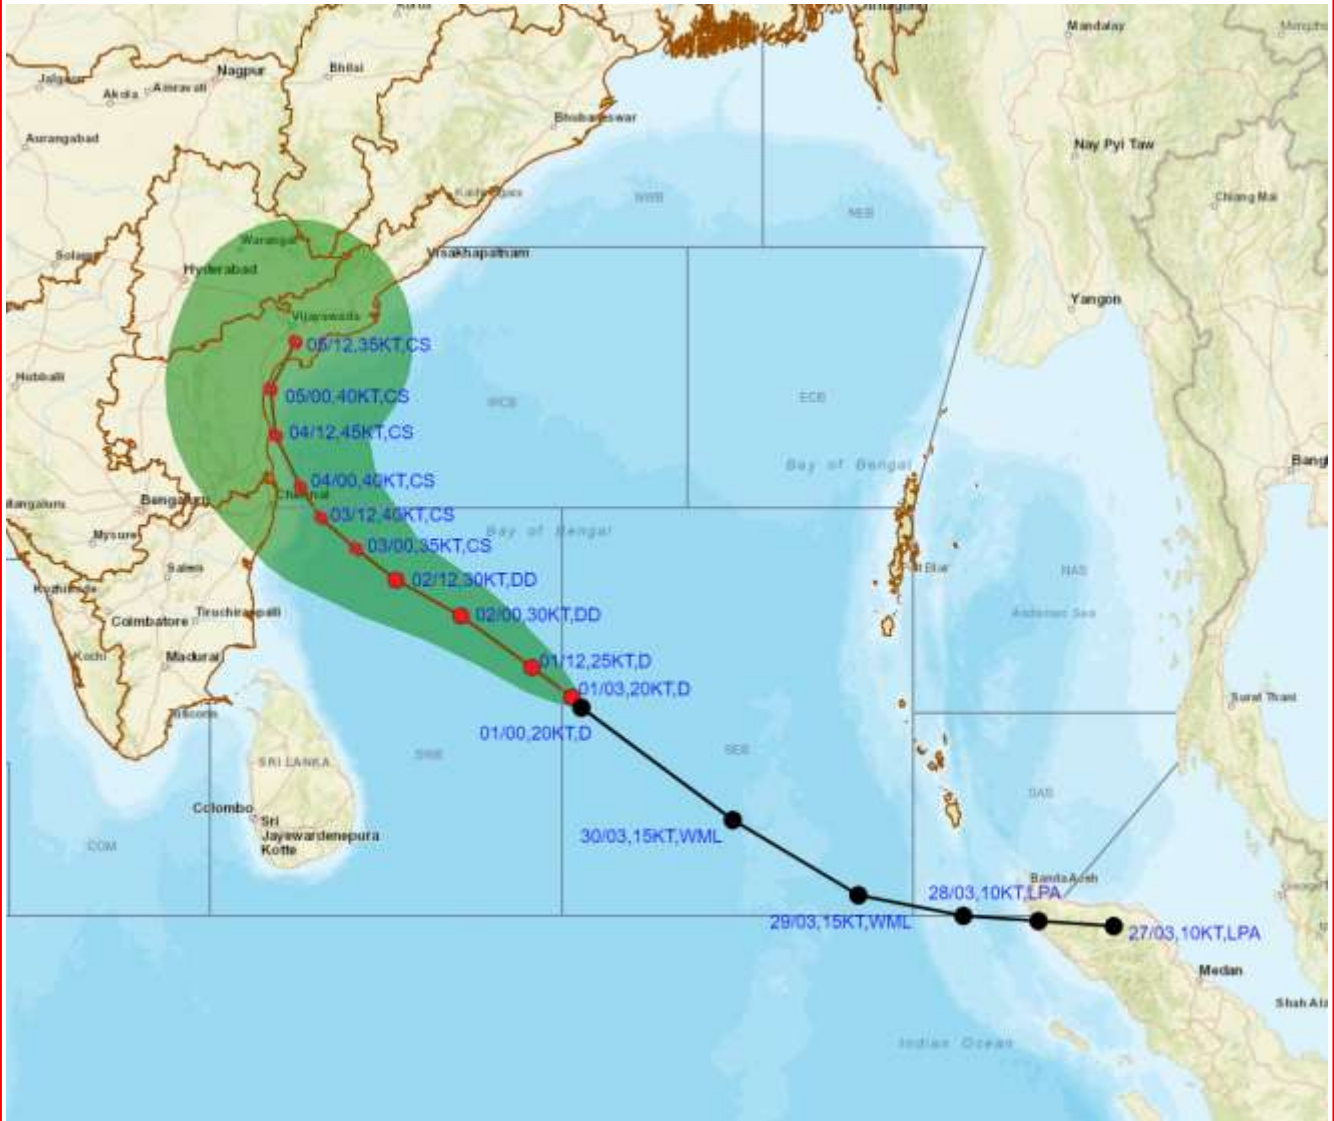 Mandalay
Bhilai
Nagpur
Akola
Amravati
Aurangabad
Bhubaneswar
Nay Pyi Taw
Chiang Mai
NWB
NEB
Warangal
Visakhapatnam
Hyderabad
Yangon
Vijayawada
05/12,35KT,CS
Hubballi
05/00,40KT,CS
WCB
ECB
04/12,45KT,CS
Bay of Bengal
04/00,40KT,CS
Chennai
Bengaluru
03/12,40KT,CS
Bay of Bengal
Mysuru
03/00,35KT,CS
Salem
02/12,30KT,DD
NAS
Kozhikode
Tiruchirappalli
Coimbatore
02/00,30KT,DD
Andaman Sea
Kochi
Madurai
01/12,25KT,D
01/03,20KT,D
Surat Thani
Tuticorin
01/00,20KT,D
SWB
SEB
SRI LANKA
SAS
Colombo
Sri
Jayewardenepura
Kotte
30/03,15KT,WML
COM
Banda Aceh
28/03,10KT,LPA
29/03,15KT,WML
27/03,10KT,LPA
Medan
Indian Ocean